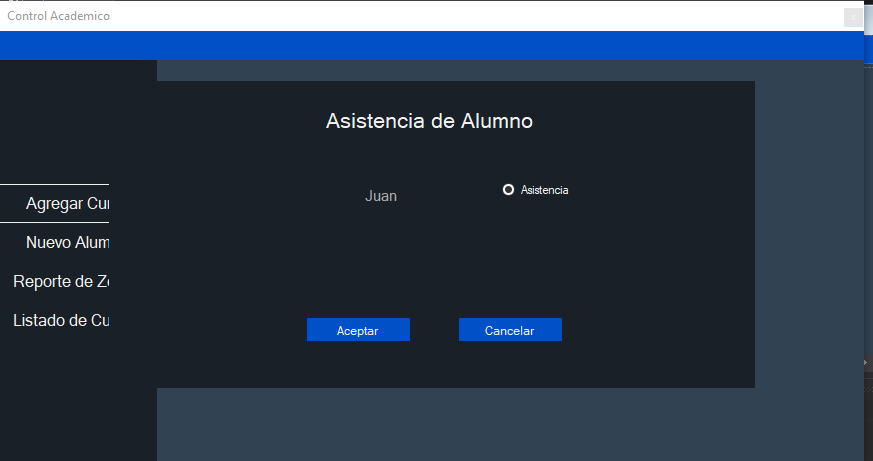 Control Academico
x
Asistencia de Alumno
Juan
Asistencia
Agregar Cu
Nuevo Alum
Reporte de Z
Listado de Cu
Aceptar
Cancelar